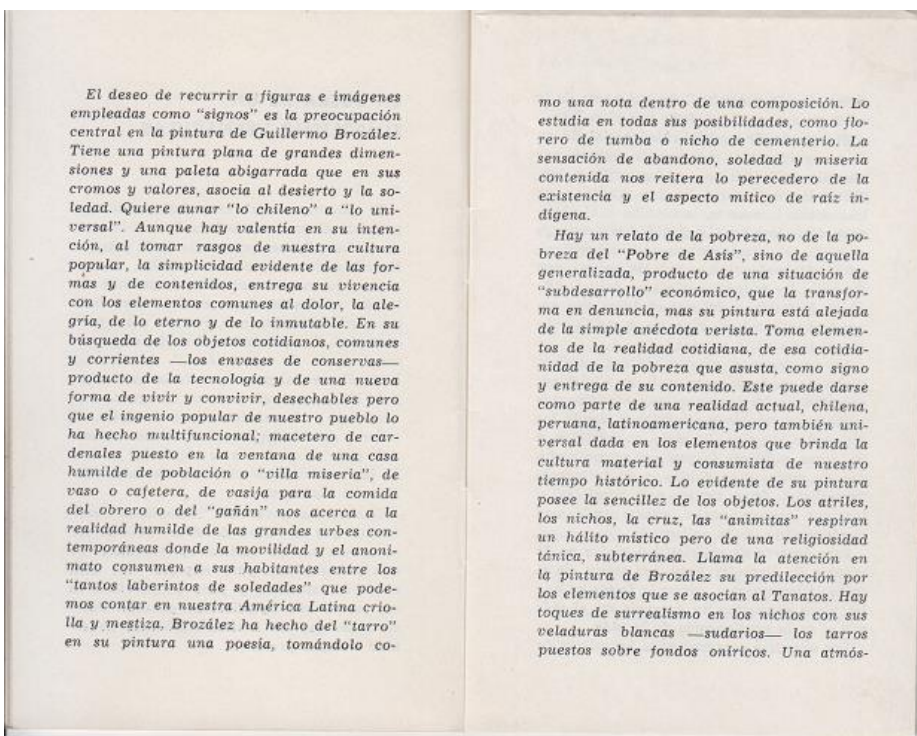 El deseo de recurrir a figuras e imágenes
empleadas como "signos" es la preocupación
central en la pintura de Guillermo Brozález.
Tiene una pintura plana de grandes dimen-
siones y una paleta abigarrada que en sus
cromos y valores, asocia al desierto y la so-
ledad. Quiere aunar "lo chileno" a "lo uni-
versal". Aunque hay valentía en su inten-
ción, al tomar rasgos de nuestra cultura
popular, la simplicidad evidente de las for-
mas y de contenidos, entrega su vivencia
con los elementos comunes al dolor, la ale-
gría, de lo eterno y de lo inmutable. En su
búsqueda de los objetos cotidianos, comunes
y corrientes —los envases de conservas—
producto de la tecnología y de una nueva
forma de vivir y convivir, desechables pero
que el ingenio popular de nuestro pueblo lo
ha hecho multifuncional; macetero de car-
denales puesto en la ventana de una casa
humilde de población o "villa miseria", de
vaso o cafetera, de vasija para la comida
del obrero o del "gañán" nos acerca a la
realidad humilde de las grandes urbes con-
temporáneas donde la movilidad y el anoni-
mato consumen a sus habitantes entre los
"tantos laberintos de soledades" que pode-
mos contar en nuestra América Latina crio-
lla y mestiza, Brozález ha hecho del "tarro"
en su pintura una poesía, tomándolo co-
mo una nota dentro de una composición. Lo
estudia en todas sus posibilidades, como flo-
rero de tumba o nicho de cementerio. La
sensación de abandono, soledad y miseria
contenida nos reitera lo perecedero de la
existencia y el aspecto mítico de raíz in-
dígena.
Hay un relato de la pobreza, no de la po-
breza del "Pobre de Asís", sino de aquella
generalizada, producto de una situación de
"subdesarrollo" económico, que la transfor-
ma en denuncia, mas su pintura está alejada
de la simple anécdota verista. Toma elemen-
tos de la realidad cotidiana, de esa cotidia-
nidad de la pobreza que asusta, como signo
y entrega de su contenido. Este puede darse
como parte de una realidad actual, chilena,
peruana, latinoamericana, pero también uni-
versal dada en los elementos que brinda la
cultura material y consumista de nuestro
tiempo histórico. Lo evidente de su pintura
posee la sencillez de los objetos. Los atriles,
los nichos, la cruz, las "animitas" respiran
un hálito místico pero de una religiosidad
tánica, subterránea. Llama la atención en
la pintura de Brozález su predilección por
los elementos que se asocian al Tanatos. Hay
toques de surrealismo en los nichos con sus
veladuras blancas —sudarios— los tarros
puestos sobre fondos oníricos. Una atmós-